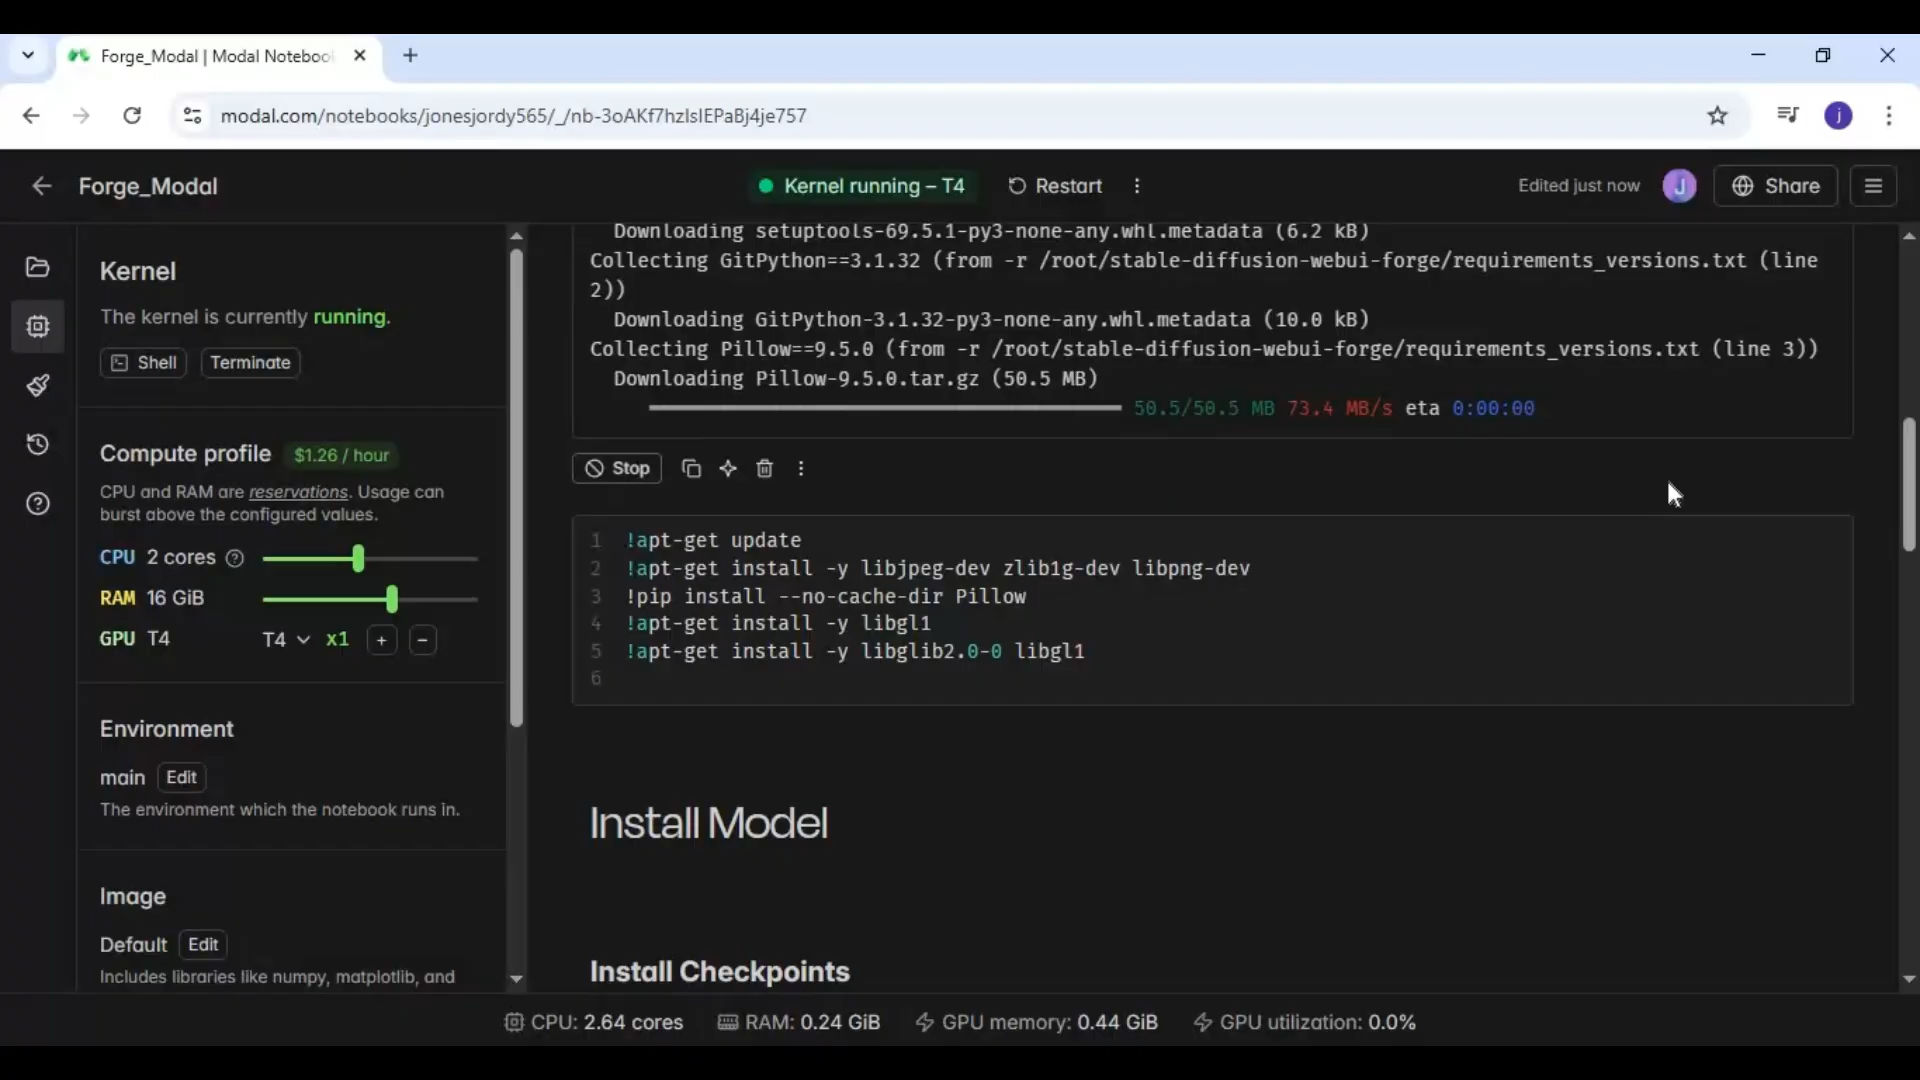 Forge_Modal | Modal Noteboo
modal.com/notebooks/jonesjordy565/_/nb-3oAKf7hzIsIEPaBj4je757
j
Forge_Modal
Kernel running – T4
Restart
Edited just now
J
Share
Kernel
The kernel is currently running.
Shell
Terminate
Compute profile $1.26 / hour
CPU and RAM are reservations. Usage can
burst above the configured values.
CPU 2 cores
RAM 16 GiB
GPU T4 T4 x1 + −
Environment
main Edit
The environment which the notebook runs in.
Image
Default Edit
Includes libraries like numpy, matplotlib, and
Downloading setuptools-69.5.1-py3-none-any.whl.metadata (6.2 kB)
Collecting GitPython==3.1.32 (from -r /root/stable-diffusion-webui-forge/requirements_versions.txt (line
2))
Downloading GitPython-3.1.32-py3-none-any.whl.metadata (10.0 kB)
Collecting Pillow==9.5.0 (from -r /root/stable-diffusion-webui-forge/requirements_versions.txt (line 3))
Downloading Pillow-9.5.0.tar.gz (50.5 MB)
50.5/50.5 MB 73.4 MB/s eta 0:00:00
Stop
1 !apt-get update
2 !apt-get install -y libjpeg-dev zlib1g-dev libpng-dev
3 !pip install --no-cache-dir Pillow
4 !apt-get install -y libgl1
5 !apt-get install -y libglib2.0-0 libgl1
6
Install Model
Install Checkpoints
CPU: 2.64 cores RAM: 0.24 GiB GPU memory: 0.44 GiB GPU utilization: 0.0%